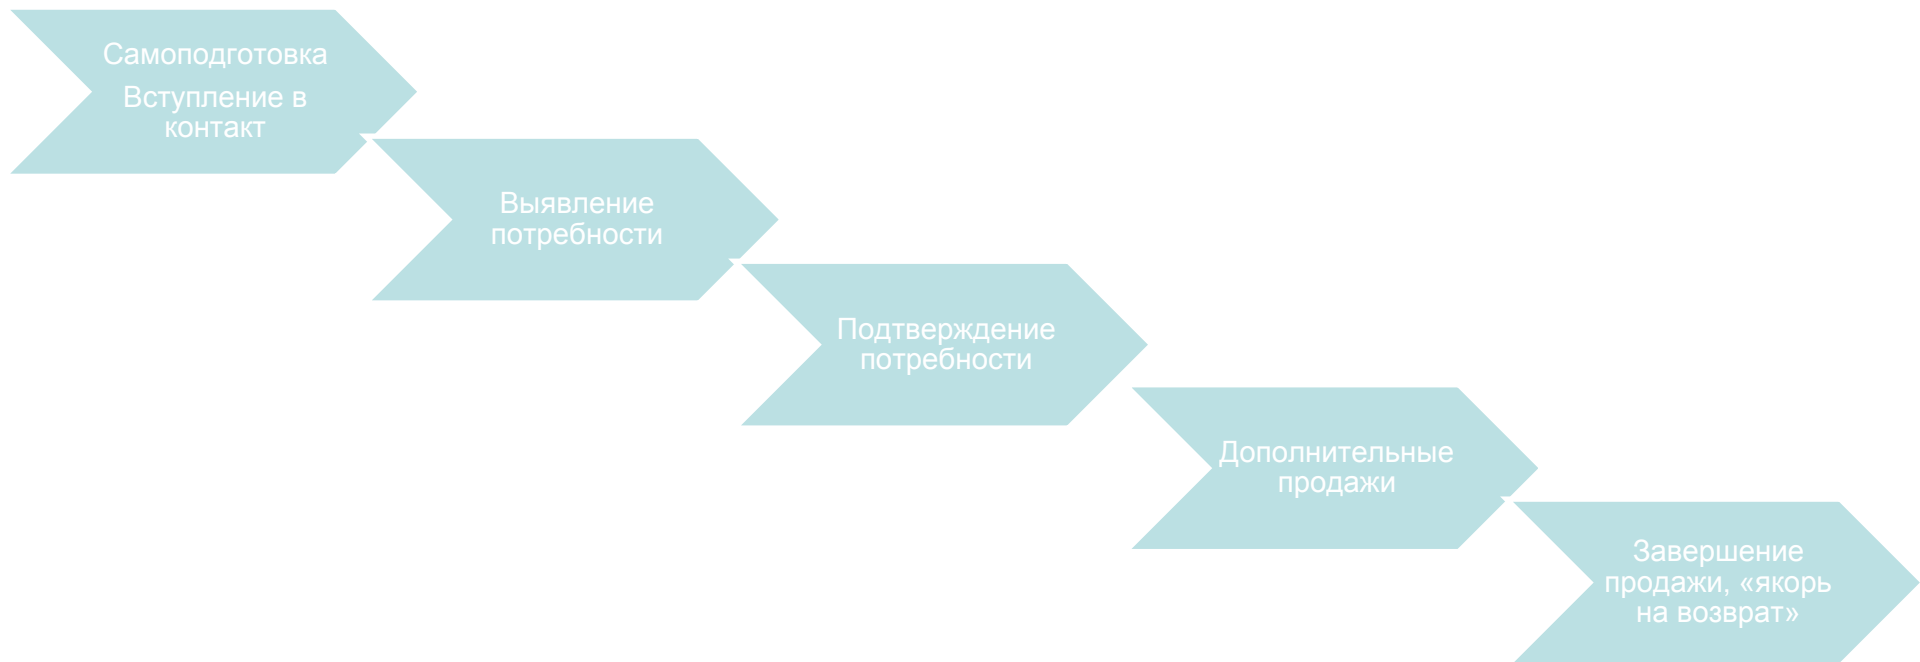 Самоподготовка
Вступление в
контакт
Выявление
потребности
Подтверждение
потребности
Дополнительные
продажи
Завершение
продажи, «якорь
на возврат»